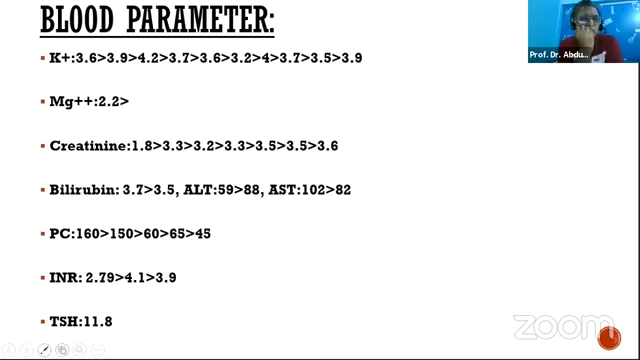 BLOOD PARAMETER:
Prof. Dr. Abdu...
▪ K+:3.6>3.9>4.2>3.7>3.6>3.2>4>3.7>3.5>3.9
▪ Mg++:2.2>
▪ Creatinine:1.8>3.3>3.2>3.3>3.5>3.5>3.6
▪ Bilirubin: 3.7>3.5, ALT:59>88, AST:102>82
▪ PC:160>150>60>65>45
▪ INR: 2.79>4.1>3.9
▪ TSH:11.8
zoom